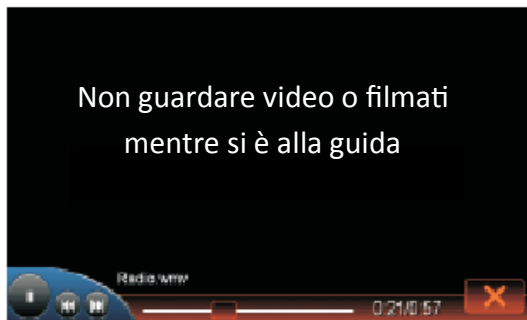 Non guardare video o filmati
mentre si è alla guida
Radio.wmv
0:21/0:57